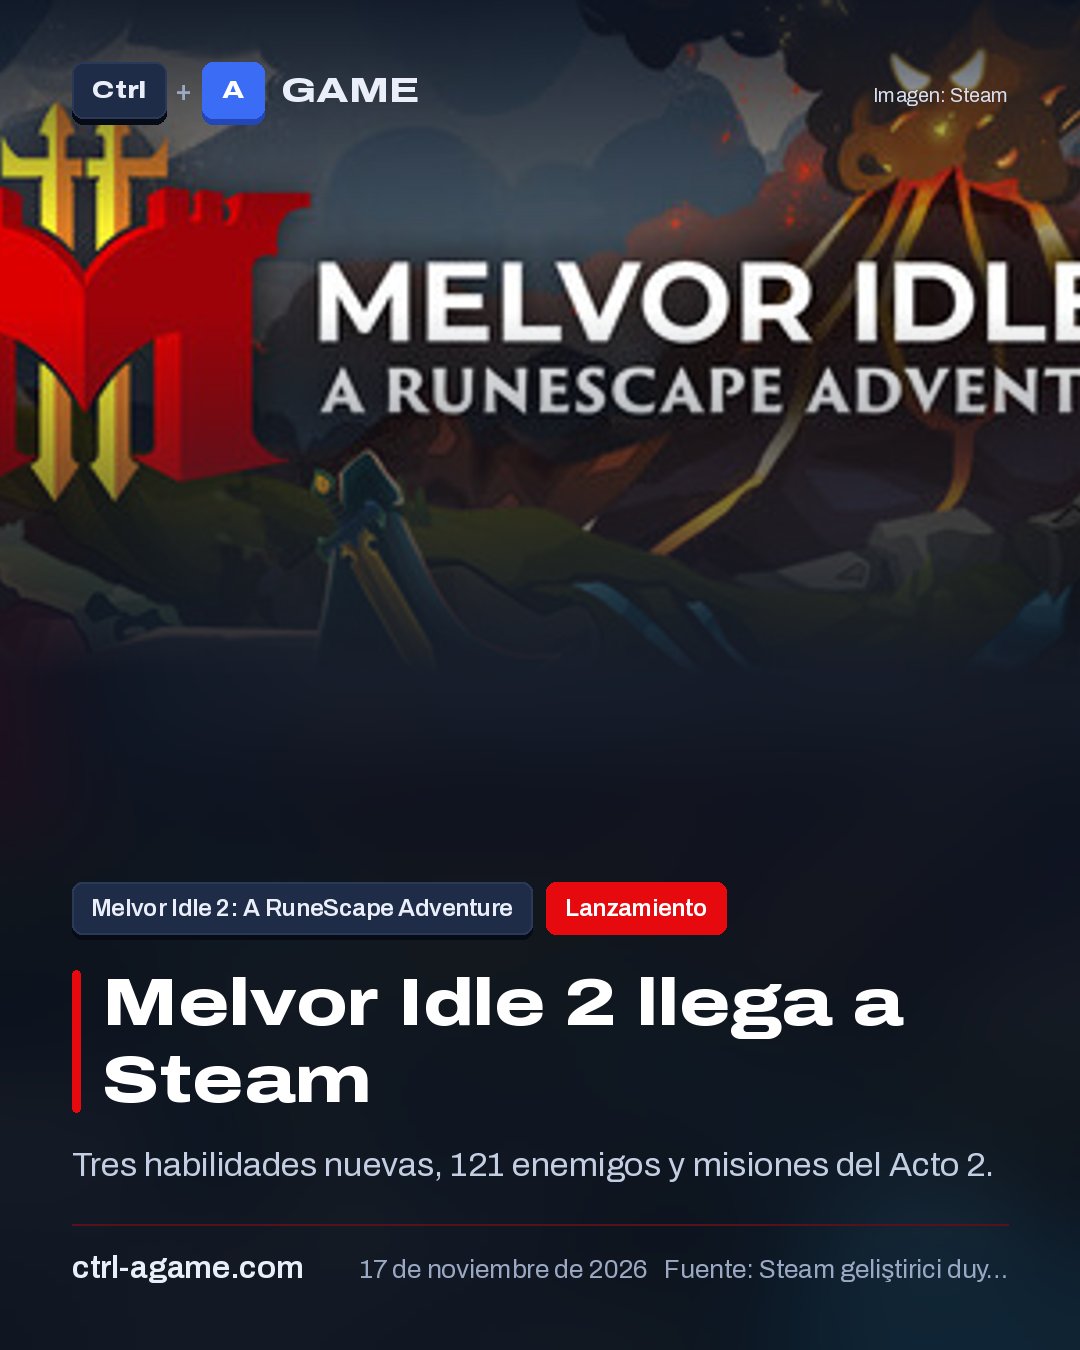 Ctrl + A GAME
Imagen: Steam
MELVOR IDLE
A RUNESCAPE ADVENT
Melvor Idle 2: A RuneScape Adventure
Lanzamiento
Melvor Idle 2 llega a
Steam
Tres habilidades nuevas, 121 enemigos y misiones del Acto 2.
ctrl-agame.com
17 de noviembre de 2026 Fuente: Steam geliştirici duy...